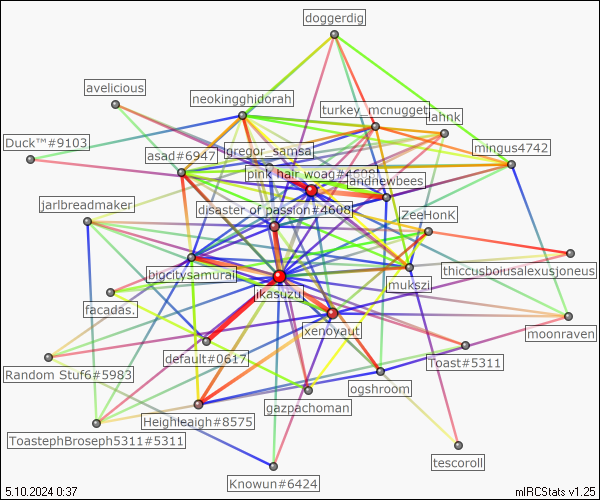 doggerdig
avelicious
neokingghidorah
turkey_mcnugget
ahnk
Duck™#9103
gregor_samsa
mingus4742
asad#6947
pink hair woag#4608
andnewbees
jarlbreadmaker
disaster of passion#4608
ZeeHonK
bigcitysamurai
thiccusboiusalexusjoneus
ikasuzu
mukszi
facadas.
xenoyaut
moonraven
default#0617
Toast#5311
Random Stuf6#5983
ogshroom
gazpachoman
Heighleaigh#8575
ToastephBroseph5311#5311
tescoroll
Knowun#6424
5.10.2024 0:37
mIRCStats v1.25